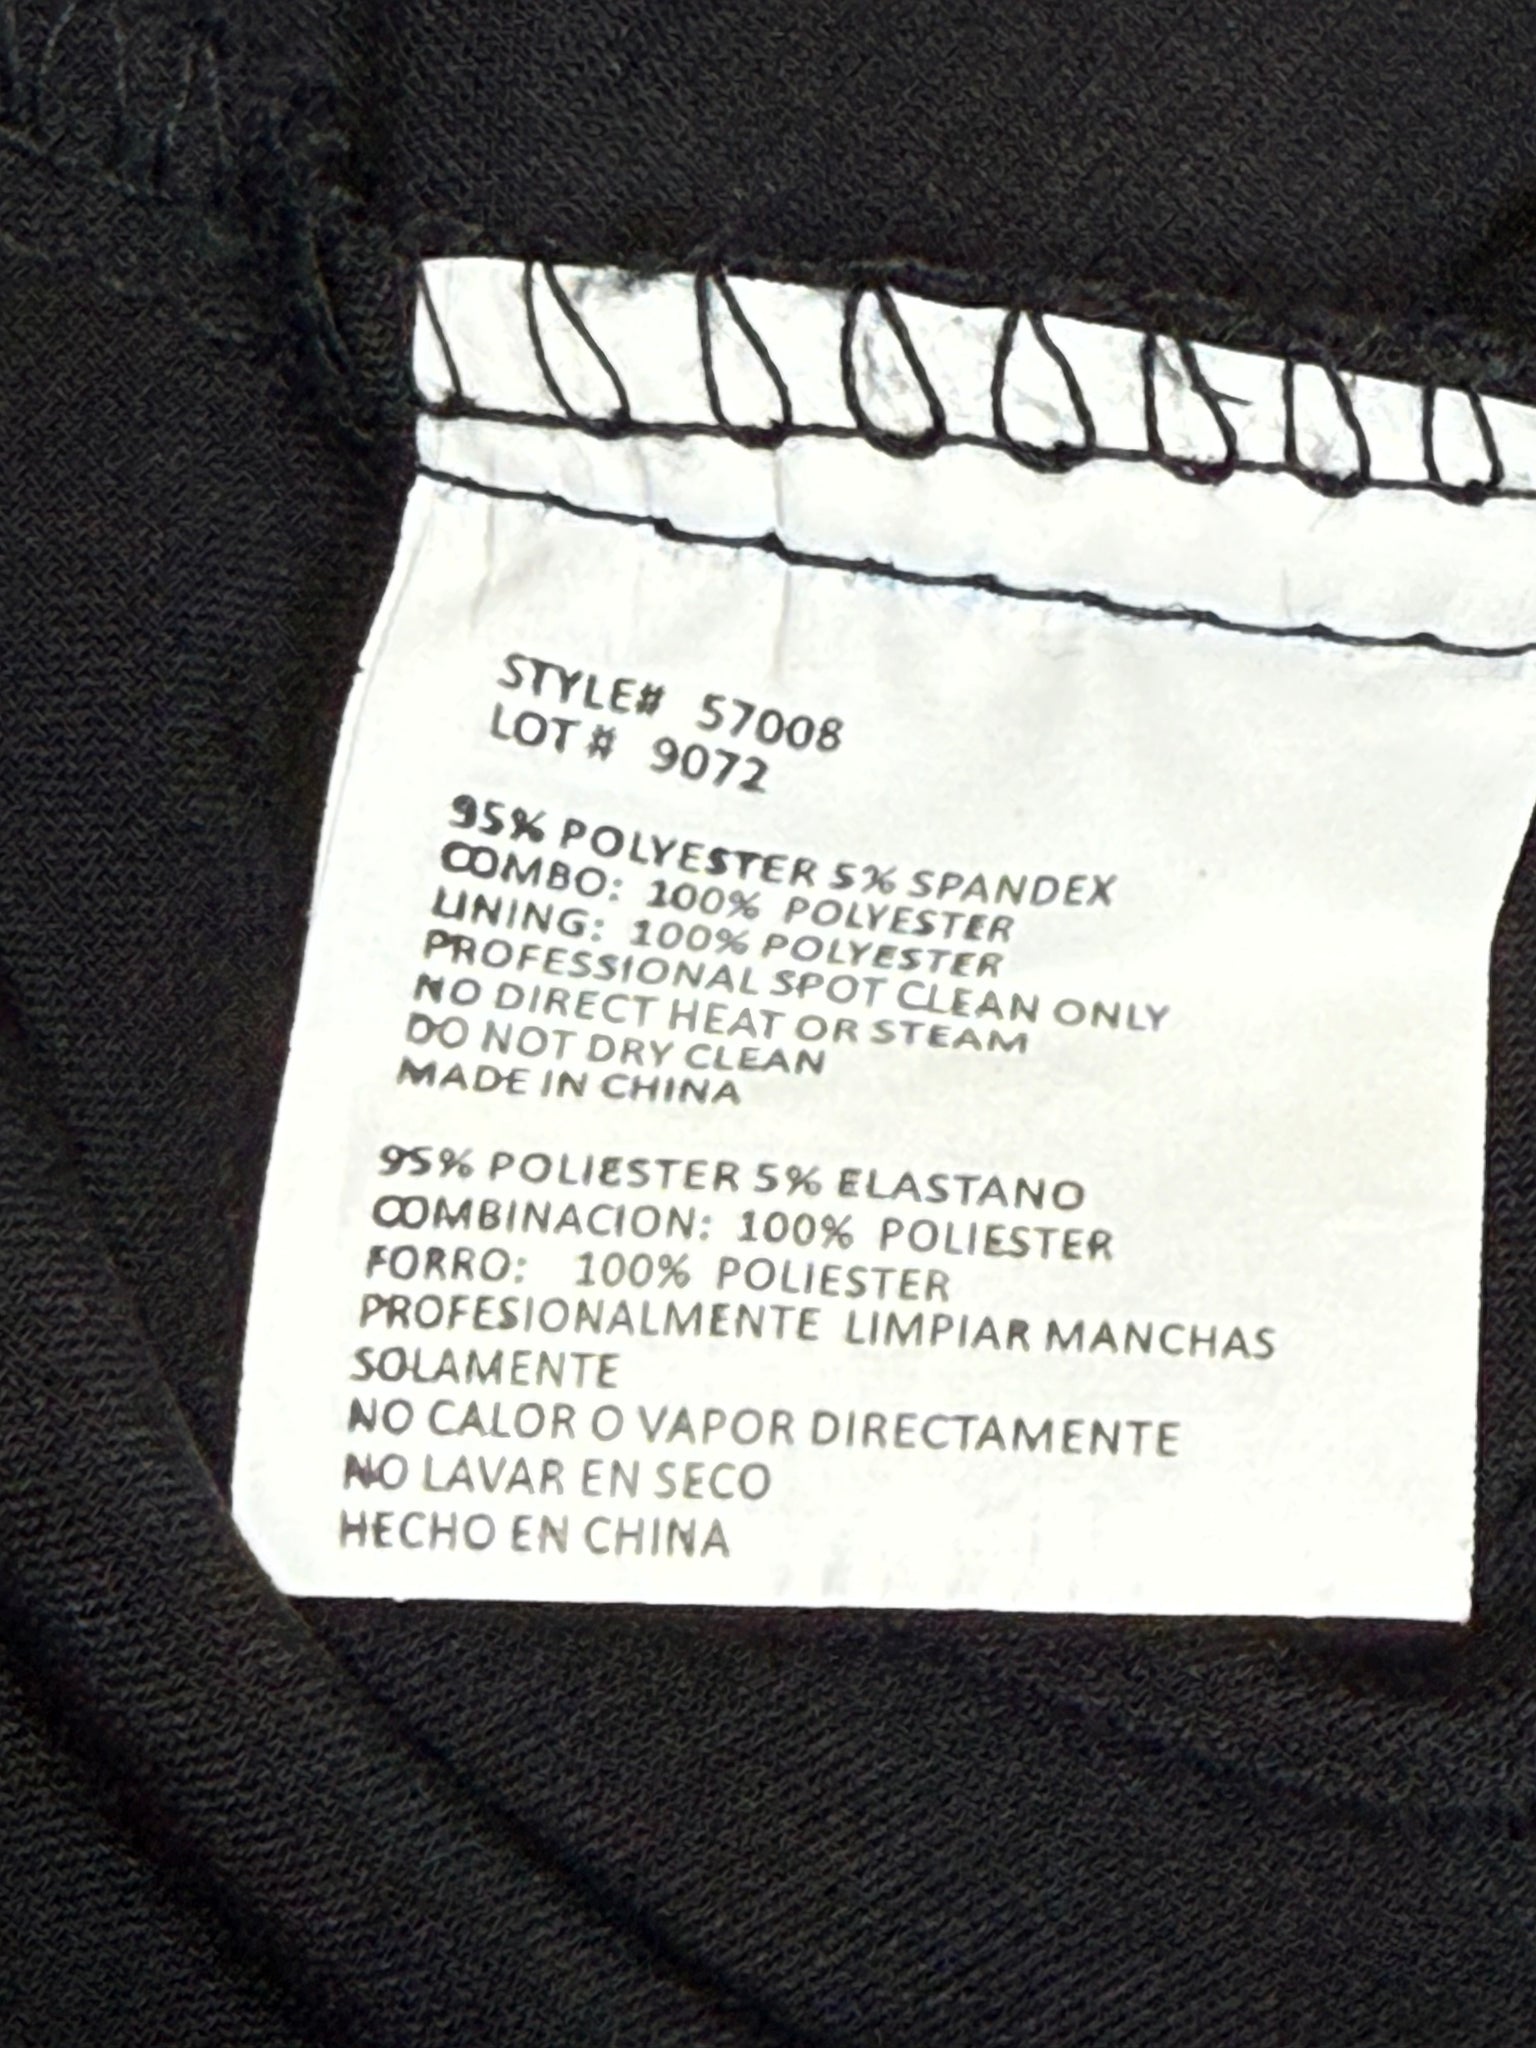 STYLE# 57008
LOT # 9072
95% POLYESTER 5% SPANDEX
COMBO: 100% POLYESTER
LINING: 100% POLYESTER
PROFESSIONAL SPOT CLEAN ONLY
NO DIRECT HEAT OR STEAM
DO NOT DRY CLEAN
MADE IN CHINA
95% POLIESTER 5% ELASTANO
COMBINACION: 100% POLIESTER
FORRO: 100% POLIESTER
PROFESIONALMENTE LIMPIAR MANCHAS
SOLAMENTE
NO CALOR O VAPOR DIRECTAMENTE
NO LAVAR EN SECO
HECHO EN CHINA